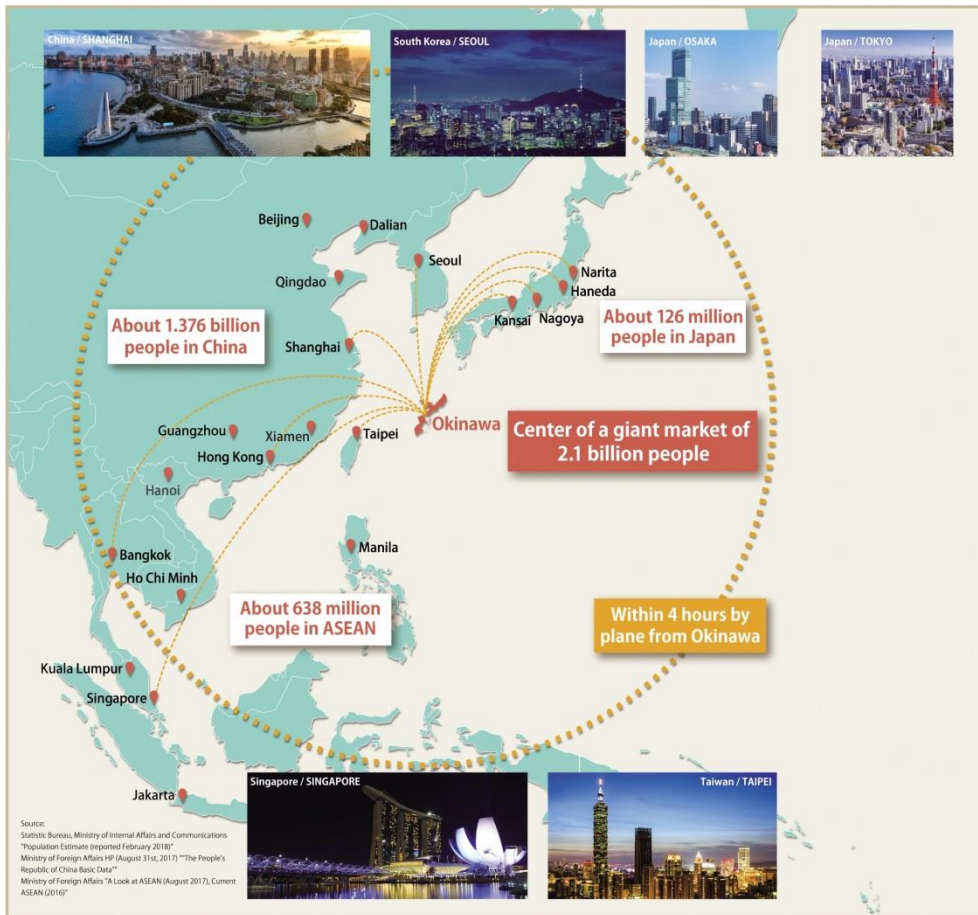 China / SHANGHAI
South Korea / SEOUL
Japan / OSAKA
Japan / TOKYO
Beijing
Dalian
Seoul
Qingdao
Narita
Haneda
Kansai
Nagoya
About 1.376 billion
people in China
About 126 million
people in Japan
Shanghai
Okinawa
Guangzhou
Xiamen
Taipei
Hong Kong
Center of a giant market of
2.1 billion people
Hanoi
Bangkok
Manila
Ho Chi Minh
About 638 million
people in ASEAN
Within 4 hours by
plane from Okinawa
Kuala Lumpur
Singapore
Jakarta
Singapore / SINGAPORE
Taiwan / TAIPEI
Source:
Statistic Bureau, Ministry of Internal Affairs and Communications
"Population Estimate (reported February 2018)"
Ministry of Foreign Affairs HP (August 31st, 2017) ""The People's
Republic of China Basic Data""
Ministry of Foreign Affairs "A Look at ASEAN (August 2017), Current
ASEAN (2016)"